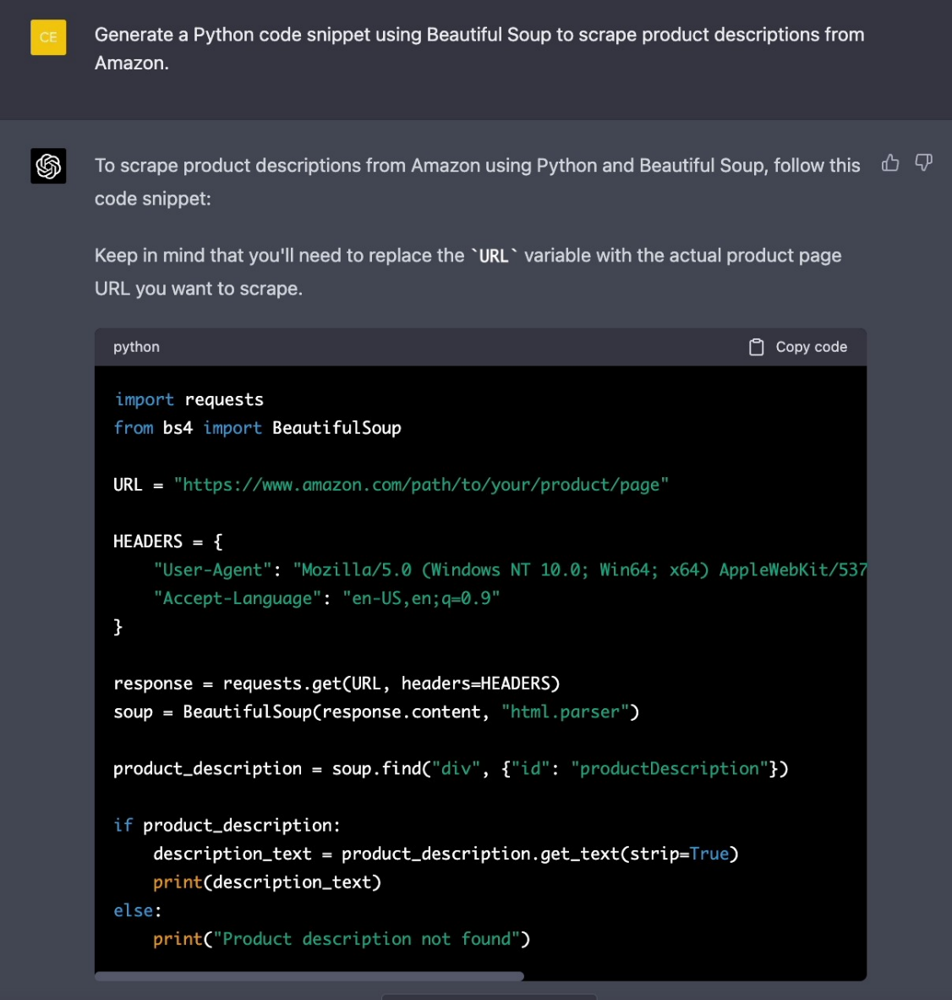 CE
Generate a Python code snippet using Beautiful Soup to scrape product descriptions from
Amazon.
To scrape product descriptions from Amazon using Python and Beautiful Soup, follow this
code snippet:
Keep in mind that you'll need to replace the `URL` variable with the actual product page
URL you want to scrape.
python Copy code
import requests
from bs4 import BeautifulSoup
URL = "https://www.amazon.com/path/to/your/product/page"
HEADERS = {
    "User-Agent": "Mozilla/5.0 (Windows NT 10.0; Win64; x64) AppleWebKit/537
    "Accept-Language": "en-US,en;q=0.9"
}
response = requests.get(URL, headers=HEADERS)
soup = BeautifulSoup(response.content, "html.parser")
product_description = soup.find("div", {"id": "productDescription"})
if product_description:
    description_text = product_description.get_text(strip=True)
    print(description_text)
else:
    print("Product description not found")